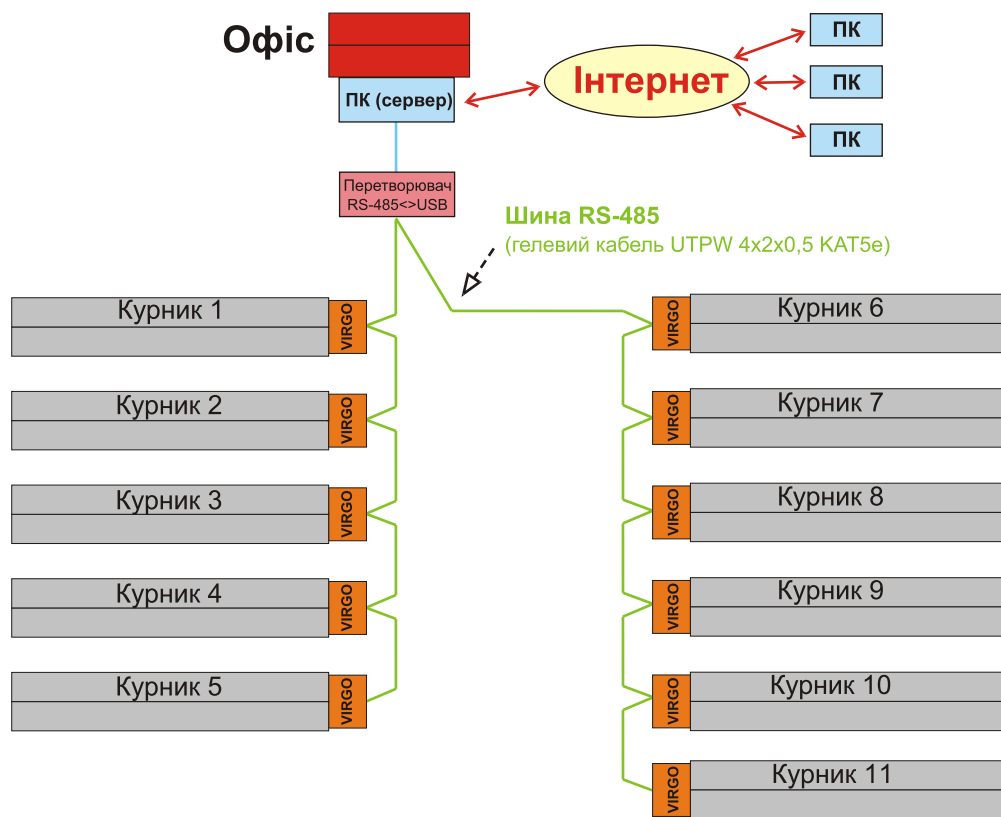 Офіс
ПК (сервер)
Інтернет
ПК
ПК
ПК
Перетворювач
RS-485<>USB
Шина RS-485
(гелевий кабель UTPW 4x2x0,5 KAT5e)
Курник 1
VIRGO
Курник 2
VIRGO
Курник 3
VIRGO
Курник 4
VIRGO
Курник 5
VIRGO
VIRGO
Курник 6
VIRGO
Курник 7
VIRGO
Курник 8
VIRGO
Курник 9
VIRGO
Курник 10
VIRGO
Курник 11